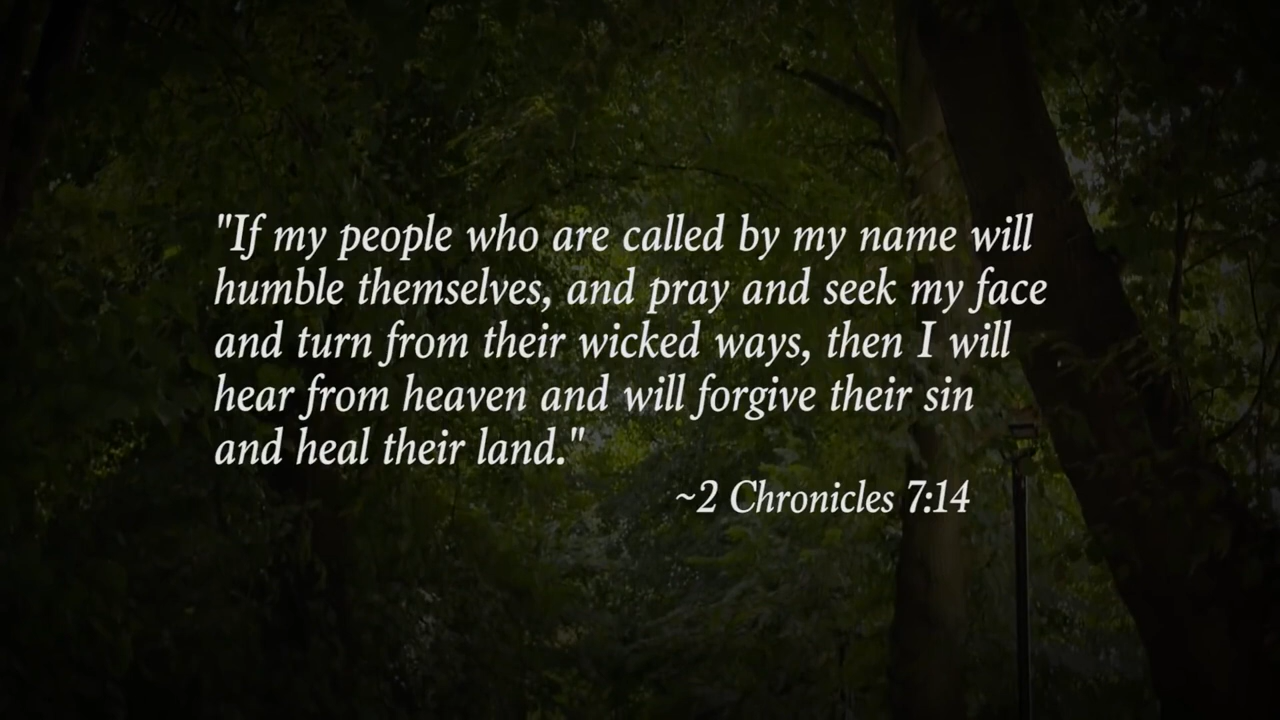 "If my people who are called by my name will
humble themselves, and pray and seek my face
and turn from their wicked ways, then I will
hear from heaven and will forgive their sin
and heal their land."
~2 Chronicles 7:14